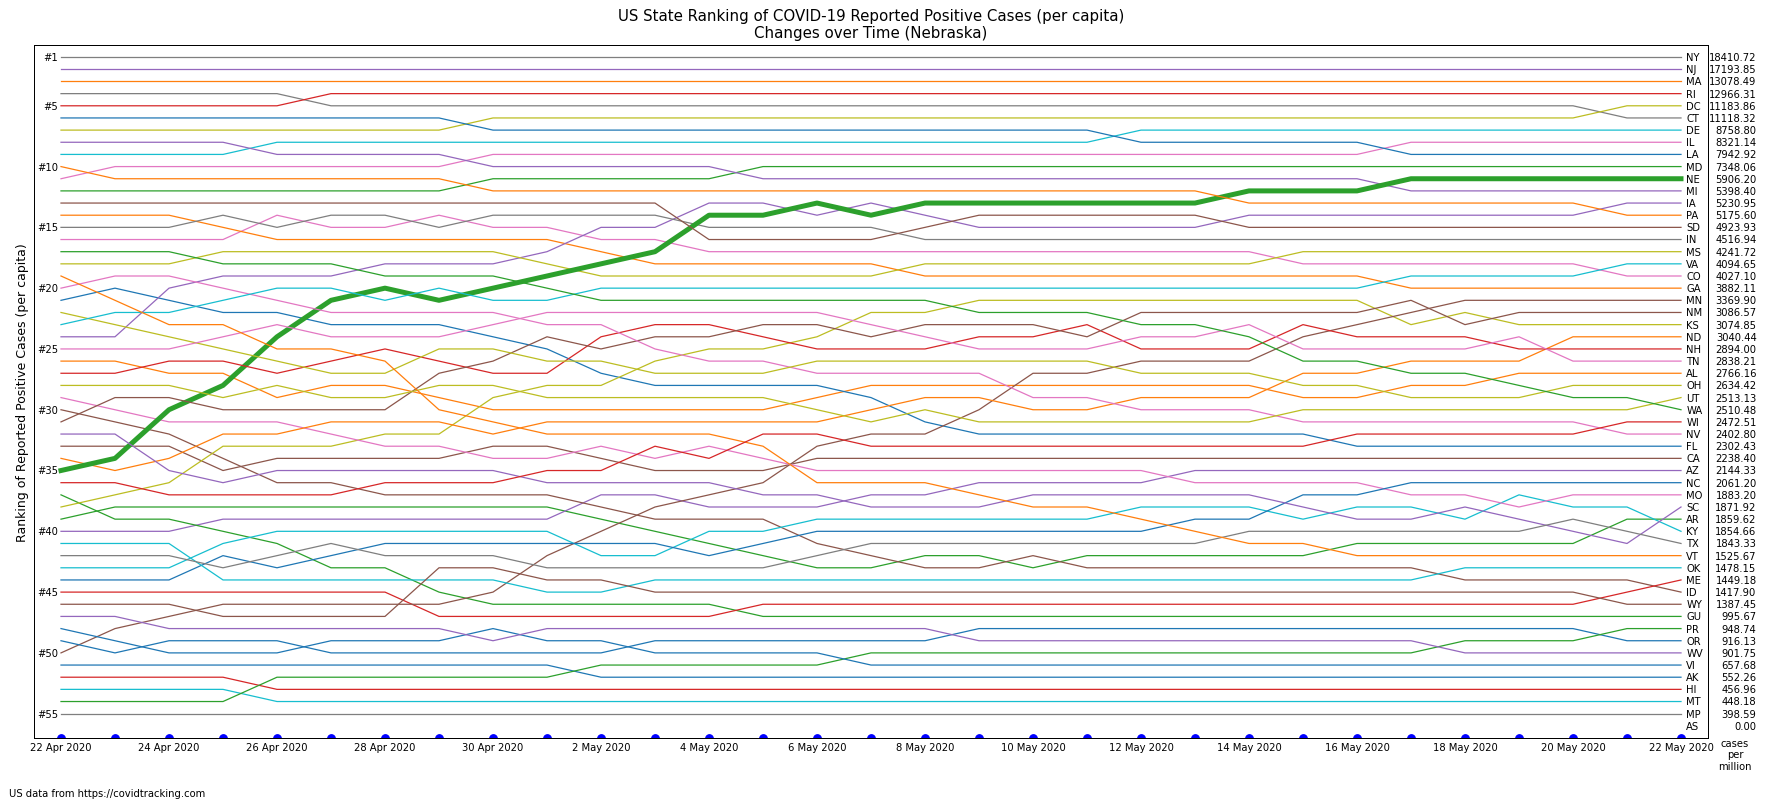 US State Ranking of COVID-19 Reported Positive Cases (per capita)
Changes over Time (Nebraska)
Ranking of Reported Positive Cases (per capita)
#1
#5
#10
#15
#20
#25
#30
#35
#40
#45
#50
#55
NY 18410.72
NJ 17193.85
MA 13078.49
RI 12966.31
DC 11183.86
CT 11118.32
DE 8758.80
IL 8321.14
LA 7942.92
MD 7348.06
NE 5906.20
MI 5398.40
IA 5230.95
PA 5175.60
SD 4923.93
IN 4516.94
MS 4241.72
VA 4094.65
CO 4027.10
GA 3882.11
MN 3369.90
NM 3086.57
KS 3074.85
ND 3040.44
NH 2894.00
TN 2838.21
AL 2766.16
OH 2634.42
UT 2513.13
WA 2510.48
WI 2472.51
NV 2402.80
FL 2302.43
CA 2238.40
AZ 2144.33
NC 2061.20
MO 1883.20
SC 1871.92
AR 1859.62
KY 1854.66
TX 1843.33
VT 1525.67
OK 1478.15
ME 1449.18
ID 1417.90
WY 1387.45
GU 995.67
PR 948.74
OR 916.13
WV 901.75
VI 657.68
AK 552.26
HI 456.96
MT 448.18
MP 398.59
AS 0.00
22 Apr 2020 24 Apr 2020 26 Apr 2020 28 Apr 2020 30 Apr 2020 2 May 2020 4 May 2020 6 May 2020 8 May 2020 10 May 2020 12 May 2020 14 May 2020 16 May 2020 18 May 2020 20 May 2020 22 May 2020
cases
per
million
US data from https://covidtracking.com